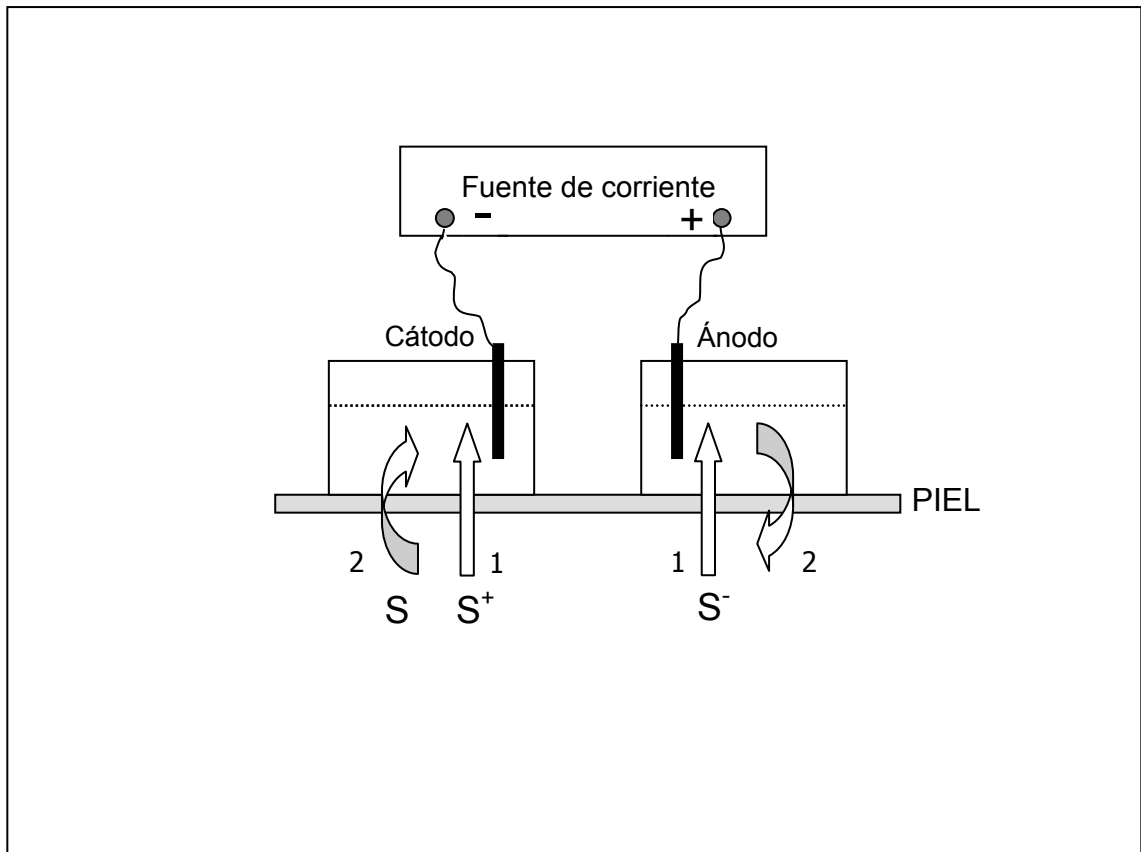 Fuente de corriente
- +
Cátodo Ánodo
PIEL
2 1 1 2
S S⁺ S⁻